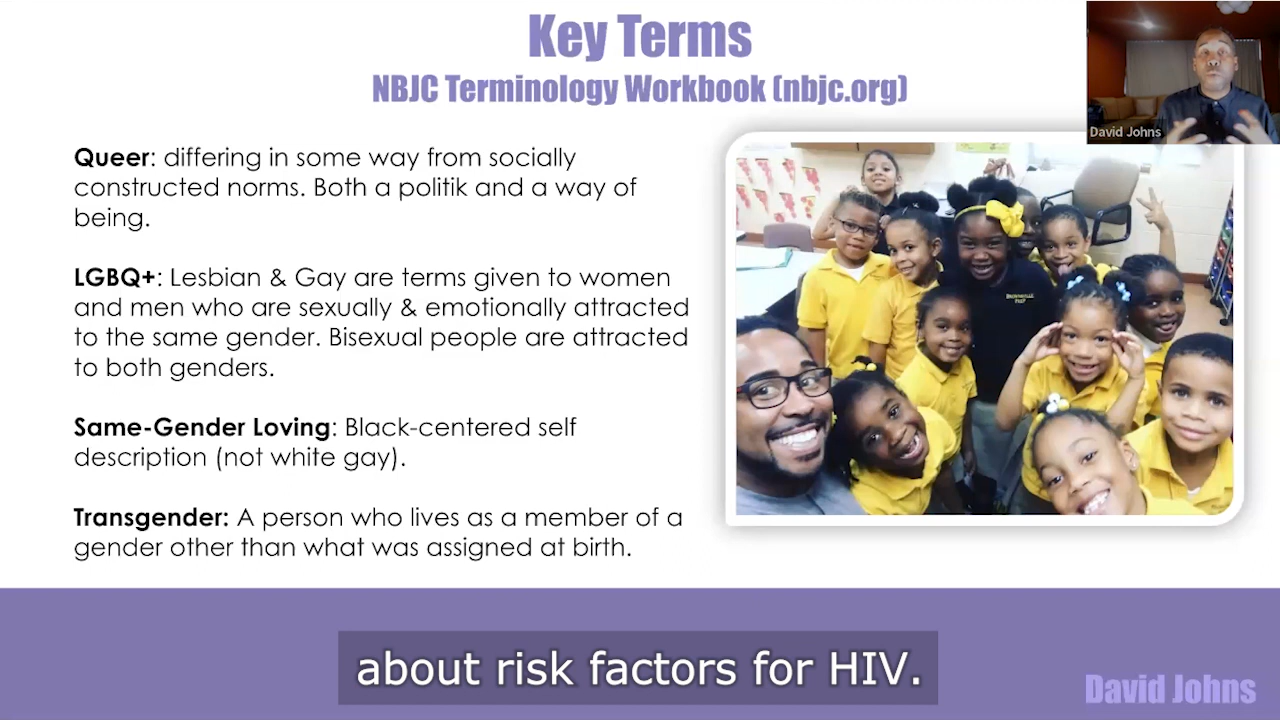 Key Terms
NBJC Terminology Workbook (nbjc.org)
David Johns
Queer: differing in some way from socially
constructed norms. Both a politik and a way of
being.
LGBQ+: Lesbian & Gay are terms given to women
and men who are sexually & emotionally attracted
to the same gender. Bisexual people are attracted
to both genders.
Same-Gender Loving: Black-centered self
description (not white gay).
Transgender: A person who lives as a member of a
gender other than what was assigned at birth.
about risk factors for HIV.
David Johns